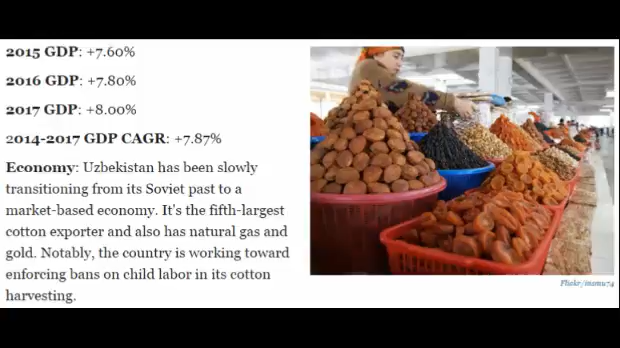 2015 GDP: +7.60%
2016 GDP: +7.80%
2017 GDP: +8.00%
2014-2017 GDP CAGR: +7.87%
Economy: Uzbekistan has been slowly
transitioning from its Soviet past to a
market-based economy. It's the fifth-largest
cotton exporter and also has natural gas and
gold. Notably, the country is working toward
enforcing bans on child labor in its cotton
harvesting.
Flickr/inamu74